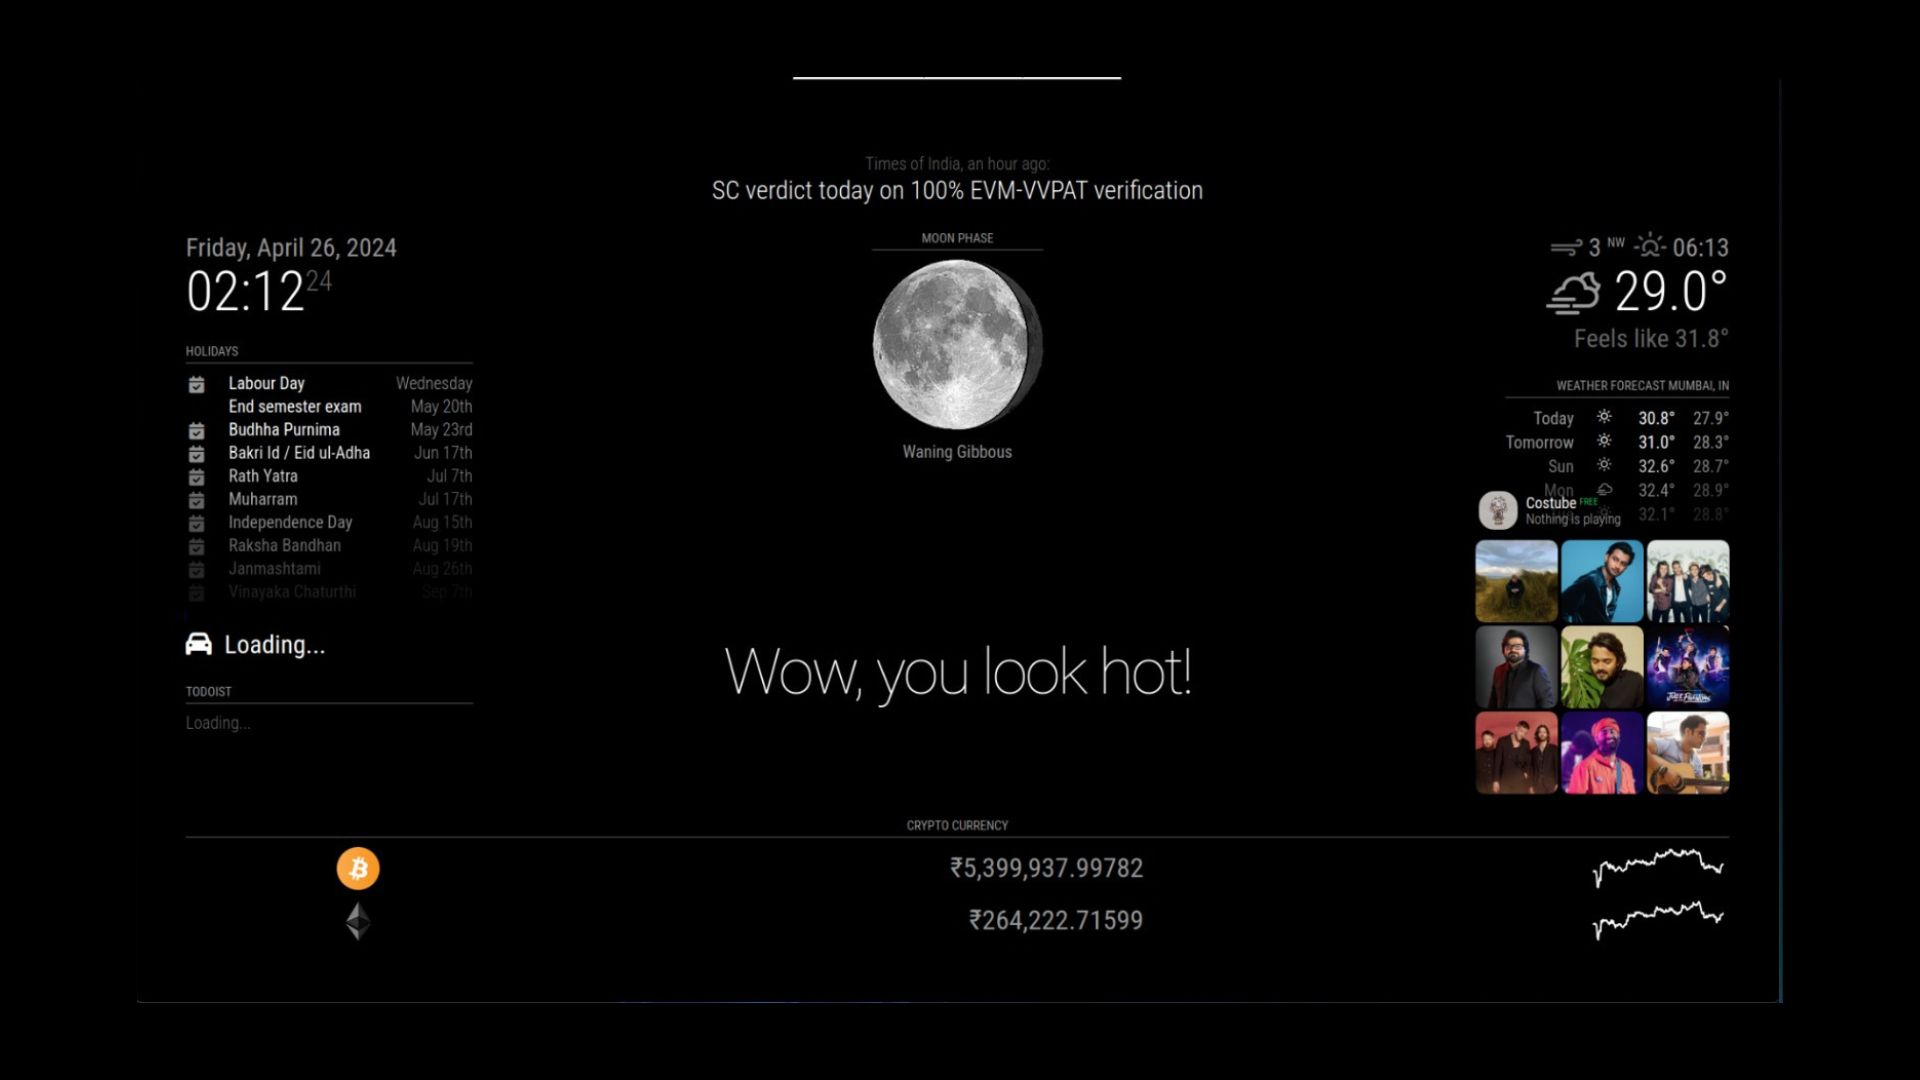 Times of India, an hour ago:
SC verdict today on 100% EVM-VVPAT verification
Friday, April 26, 2024
02:12 24
HOLIDAYS
Labour Day Wednesday
End semester exam May 20th
Budhha Purnima May 23rd
Bakri Id / Eid ul-Adha Jun 17th
Rath Yatra Jul 7th
Muharram Jul 17th
Independence Day Aug 15th
Raksha Bandhan Aug 19th
Janmashtami Aug 26th
Vinayaka Chaturthi Sep 7th
Loading...
TODOIST
Loading...
MOON PHASE
Waning Gibbous
Wow, you look hot!
3 NW 06:13
29.0°
Feels like 31.8°
WEATHER FORECAST MUMBAI, IN
Today 30.8° 27.9°
Tomorrow 31.0° 28.3°
Sun 32.6° 28.7°
Mon 32.4° 28.9°
32.1° 28.8°
Costube FREE
Nothing is playing
CRYPTO CURRENCY
₹5,399,937.99782
₹264,222.71599